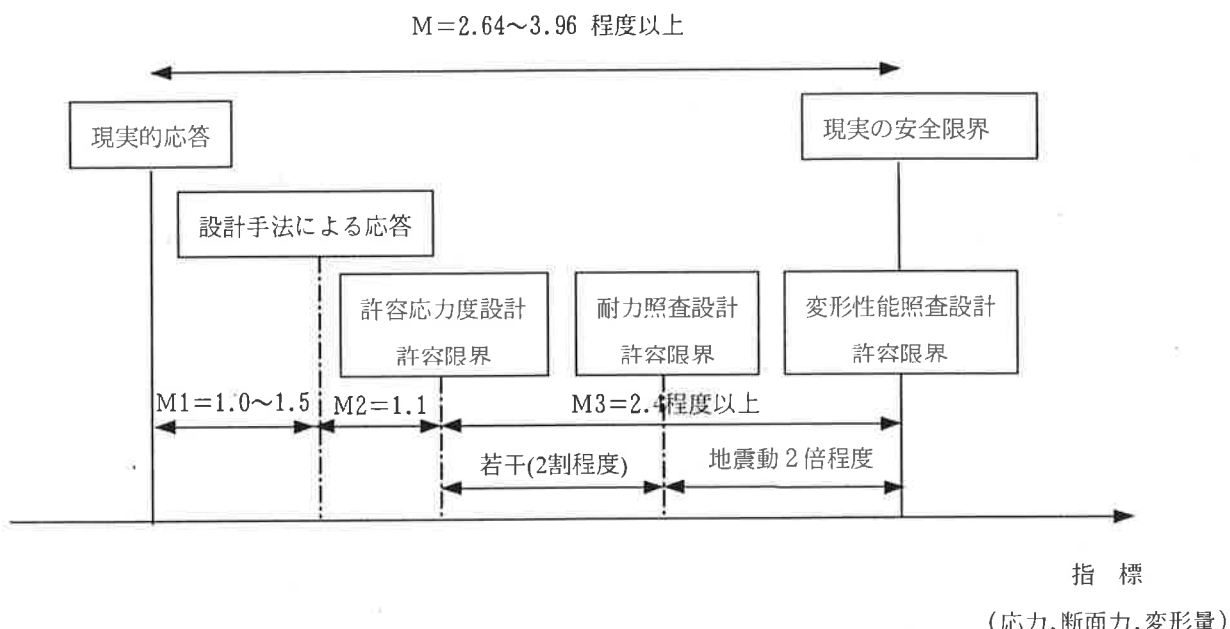 M＝2.64～3.96 程度以上
現実的応答
現実の安全限界
設計手法による応答
許容応力度設計
許容限界
耐力照査設計
許容限界
変形性能照査設計
許容限界
M1＝1.0～1.5
M2＝1.1
M3＝2.4程度以上
若干(2割程度)
地震動２倍程度
指 標
(応力,断面力,変形量)